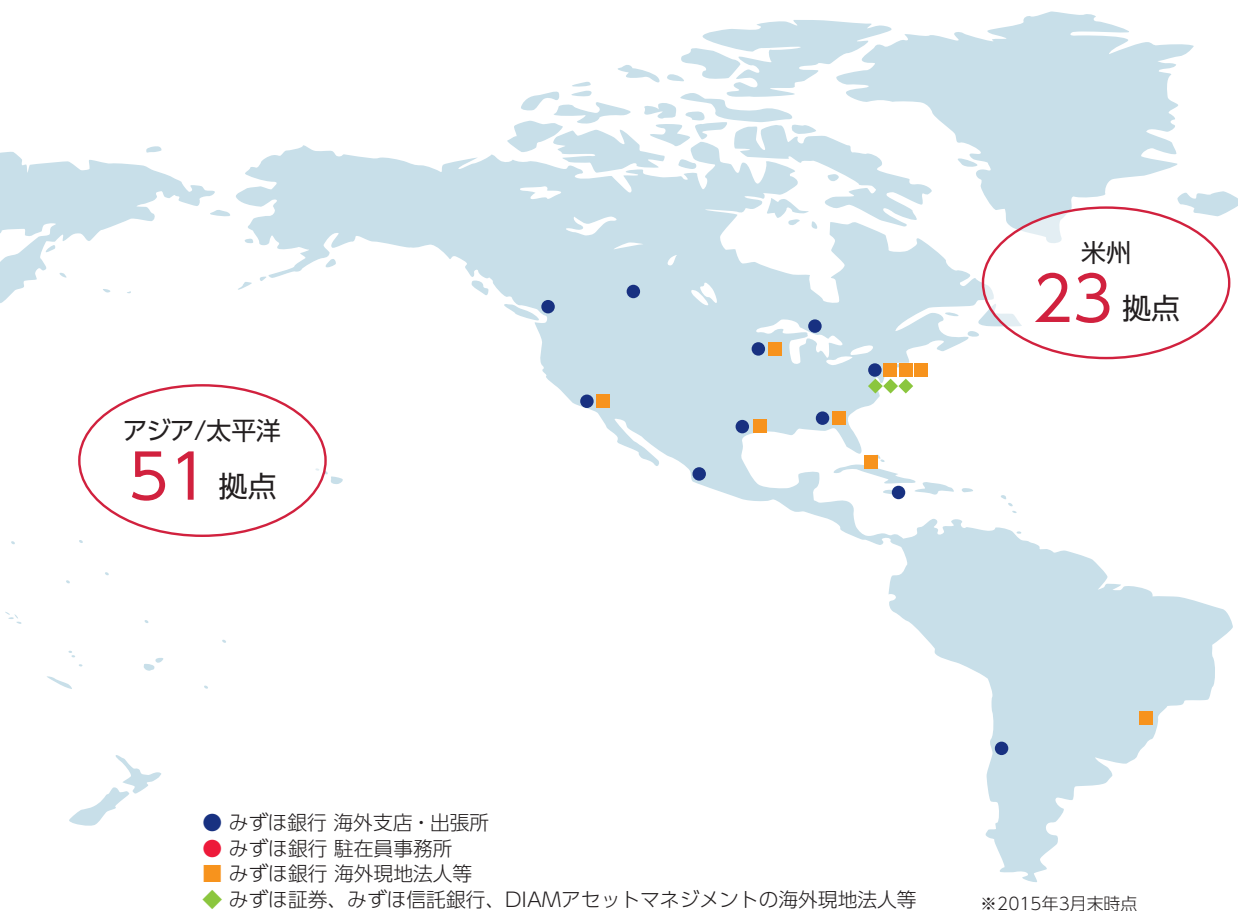 米州
23 拠点
アジア/太平洋
51 拠点
みずほ銀行 海外支店・出張所
みずほ銀行 駐在員事務所
みずほ銀行 海外現地法人等
みずほ証券、みずほ信託銀行、DIAMアセットマネジメントの海外現地法人等
※2015年3月末時点